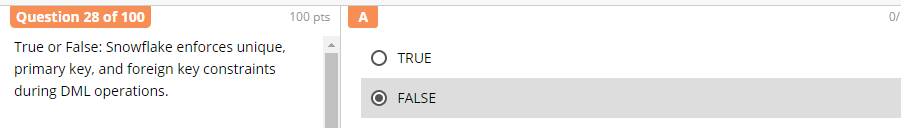 Question 28 of 100
100 pts
True or False: Snowflake enforces unique,
primary key, and foreign key constraints
during DML operations.
A
0/
TRUE
FALSE